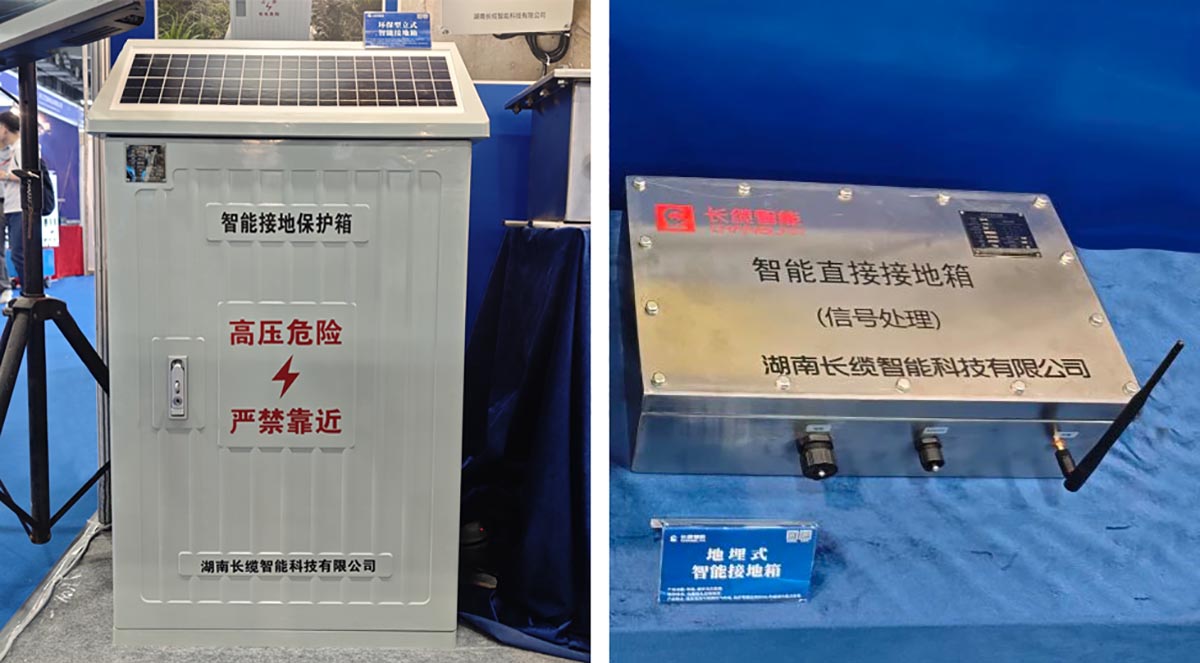 湖南长缆智能科技有限公司
环保型立式
智能接地箱
智能接地保护箱
高压危险
严禁靠近
湖南长缆智能科技有限公司
长缆智能
智能直接接地箱
(信号处理)
湖南长缆智能科技有限公司
长缆智能
地埋式
智能接地箱